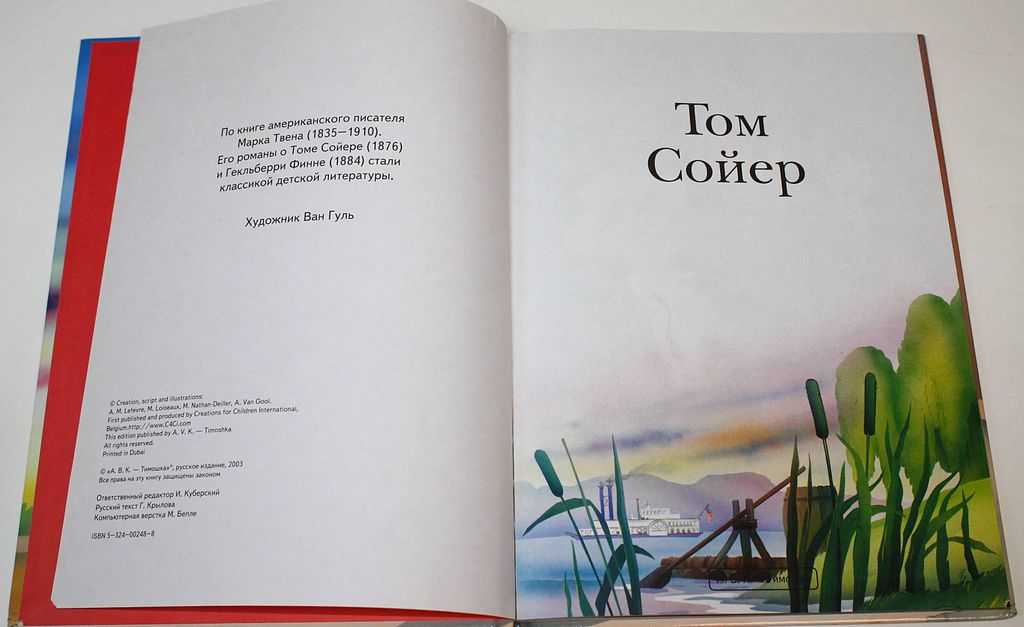 По книге американского писателя
Марка Твена (1835—1910).
Его романы о Томе Сойере (1876)
и Гекльберри Финне (1884) стали
классикой детской литературы.
Художник Ван Гуль
© Creation, script and illustrations:
A. M. Lefevre, M. Loiseaux, M. Nathan-Deiller, A. Van Gool.
First published and produced by Creations for Children International,
Belgium.http://www.C4Ci.com
This edition published by A. V. K. — Timoshka
All rights reserved.
Printed in Dubai
© «А. В. К. — Тимошка», русское издание, 2003
Все права на эту книгу защищены законом
Ответственный редактор И. Куберский
Русский текст Г. Крылова
Компьютерная верстка М. Бепле
ISBN 5—324—00248—8
Том
Сойер